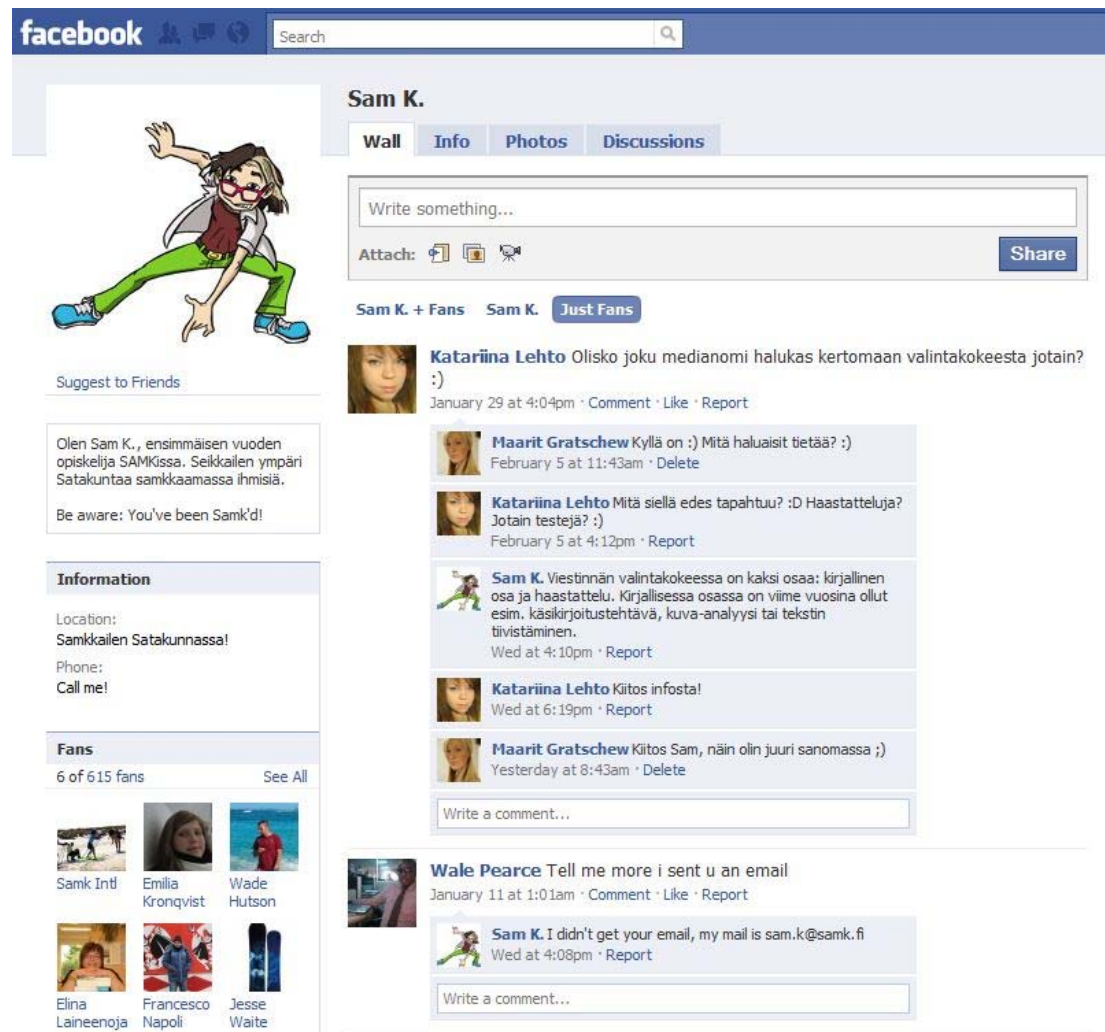 facebook
Search
Sam K.
Wall Info Photos Discussions
Write something...
Attach:
Share
Sam K. + Fans Sam K. Just Fans
Suggest to Friends
Olen Sam K., ensimmäisen vuoden
opiskelija SAMKissa. Seikkailen ympäri
Satakuntaa samkkaamassa ihmisiä.
Be aware: You've been Samk'd!
Information
Location:
Samkkailen Satakunnassa!
Phone:
Call me!
Fans
6 of 615 fans See All
Samk Intl
Emilia
Kronqvist
Wade
Hutson
Elina
Laineenoja
Francesco
Napoli
Jesse
Waite
Katariina Lehto Olisko joku medianomi halukas kertomaan valintakokeesta jotain?
:)
January 29 at 4:04pm · Comment · Like · Report
Maarit Gratschew Kyllä on :) Mitä haluaisit tietää? :)
February 5 at 11:43am · Delete
Katariina Lehto Mitä siellä edes tapahtuu? :D Haastatteluja?
Jotain testejä? :)
February 5 at 4:12pm · Report
Sam K. Viestinnän valintakokeessa on kaksi osaa: kirjallinen
osa ja haastattelu. Kirjallisessa osassa on viime vuosina ollut
esim. käsikirjoitustehtävä, kuva-analyysi tai tekstin
tiivistäminen.
Wed at 4:10pm · Report
Katariina Lehto Kiitos infosta!
Wed at 6:19pm · Report
Maarit Gratschew Kiitos Sam, näin olin juuri sanomassa ;)
Yesterday at 8:43am · Delete
Write a comment...
Wale Pearce Tell me more i sent u an email
January 11 at 1:01am · Comment · Like · Report
Sam K. I didn't get your email, my mail is sam.k@samk.fi
Wed at 4:08pm · Report
Write a comment...